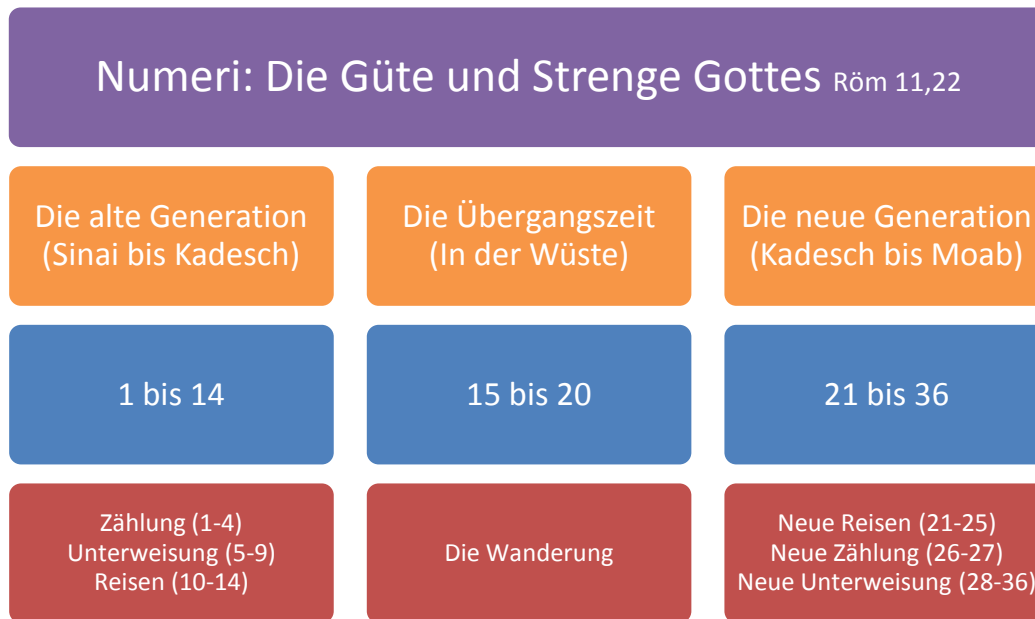 Numeri: Die Güte und Strenge Gottes Röm 11,22
Die alte Generation
(Sinai bis Kadesch)
Die Übergangszeit
(In der Wüste)
Die neue Generation
(Kadesch bis Moab)
1 bis 14
15 bis 20
21 bis 36
Zählung (1-4)
Unterweisung (5-9)
Reisen (10-14)
Die Wanderung
Neue Reisen (21-25)
Neue Zählung (26-27)
Neue Unterweisung (28-36)